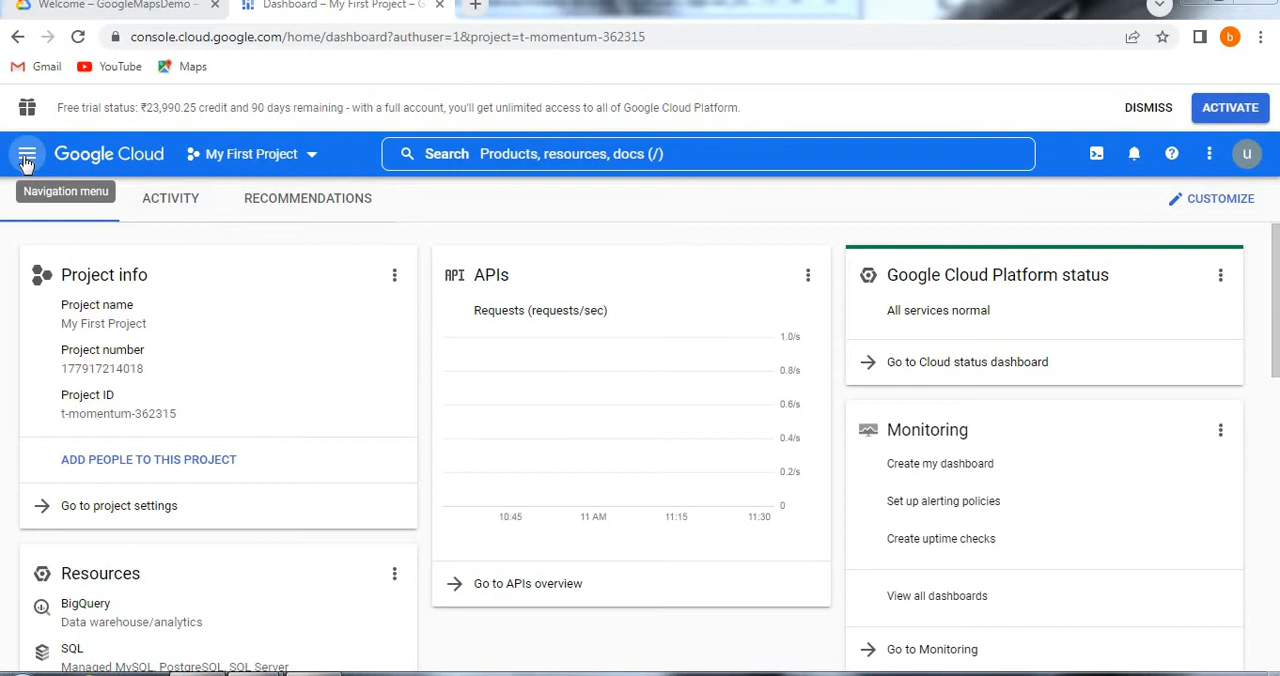 Welcome – GoogleMapsDemo
Dashboard – My First Project – G
console.cloud.google.com/home/dashboard?authuser=1&project=t-momentum-362315
b
Gmail
YouTube
Maps
Free trial status: ₹23,990.25 credit and 90 days remaining - with a full account, you'll get unlimited access to all of Google Cloud Platform.
DISMISS
ACTIVATE
Google Cloud
My First Project
Search Products, resources, docs (/)
u
Navigation menu
ACTIVITY
RECOMMENDATIONS
CUSTOMIZE
Project info
Project name
My First Project
Project number
177917214018
Project ID
t-momentum-362315
ADD PEOPLE TO THIS PROJECT
Go to project settings
Resources
BigQuery
Data warehouse/analytics
SQL
Managed MySQL, PostgreSQL, SQL Server
API APIs
Requests (requests/sec)
1.0/s
0.8/s
0.6/s
0.4/s
0.2/s
0
10:45 11 AM 11:15 11:30
Go to APIs overview
Google Cloud Platform status
All services normal
Go to Cloud status dashboard
Monitoring
Create my dashboard
Set up alerting policies
Create uptime checks
View all dashboards
Go to Monitoring